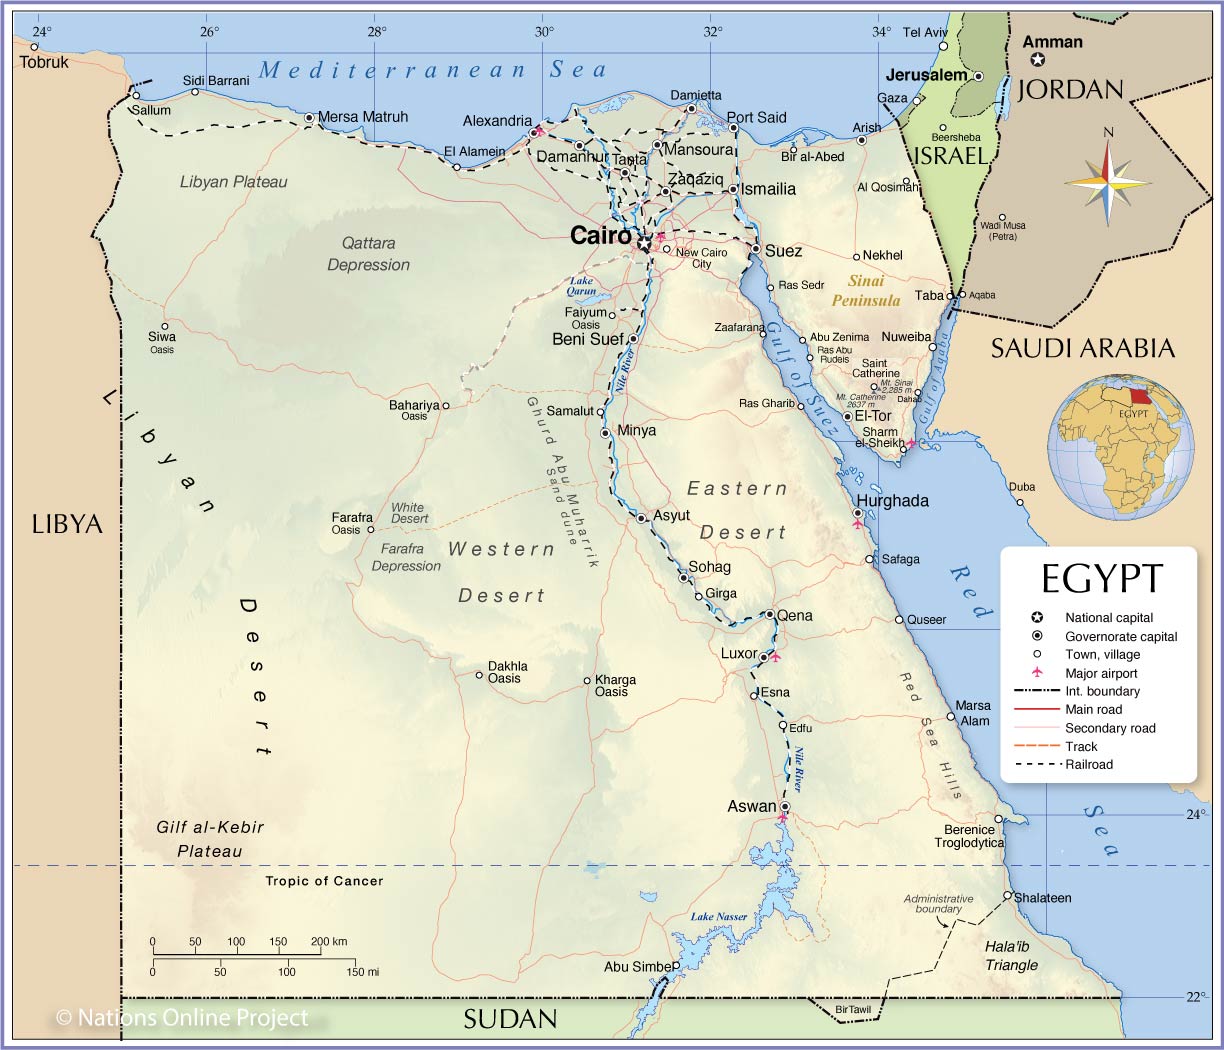 24°
26°
28°
30°
32°
34°
Tel Aviv
Tobruk
Mediterranean Sea
Amman
JORDAN
Jerusalem
Sidi Barrani
Sallum
Mersa Matruh
Alexandria
Damietta
Port Said
Gaza
Arish
Beersheba
ISRAEL
N
El Alamein
Damanhur
Tanta
Mansoura
Bir al-Abed
Zaqaziq
Ismailia
Al Qosimah
Libyan Plateau
Wadi Musa
(Petra)
Cairo
New Cairo
City
Suez
Nekhel
Qattara
Depression
Lake
Qarun
Ras Sedr
Sinai
Peninsula
Taba
Aqaba
Faiyum
Oasis
Zaafarana
Abu Zenima
Nuweiba
Siwa
Oasis
Beni Suef
Nile River
Ras Abu
Rudeis
Saint
Catherine
Mt. Sinai
2,285 m
Mt. Catherine
2637 m
Dahab
Gulf of Suez
Gulf of Aqaba
SAUDI ARABIA
EGYPT
Bahariya
Oasis
Samalut
Ras Gharib
El-Tor
Minya
Sharm
el-Sheikh
Libyan
Desert
Ghurd Abu Muharrik
Sand dune
Duba
Eastern
Desert
Hurghada
LIBYA
White
Desert
Farafra
Oasis
Asyut
Farafra
Depression
Western
Desert
Safaga
Sohag
Girga
Qena
Quseer
Luxor
Red
Sea
Dakhla
Oasis
Kharga
Oasis
Esna
Edfu
Marsa
Alam
Red Sea Hills
Nile River
Aswan
EGYPT
National capital
Governorate capital
Town, village
Major airport
Int. boundary
Main road
Secondary road
Track
Railroad
Gilf al-Kebir
Plateau
Berenice
Troglodytica
24°
Tropic of Cancer
Administrative
boundary
Shalateen
Lake Nasser
0 50 100 150 200 km
0 50 100 150 mi
Abu Simbel
Hala'ib
Triangle
22°
Bir Tawil
© Nations Online Project
SUDAN